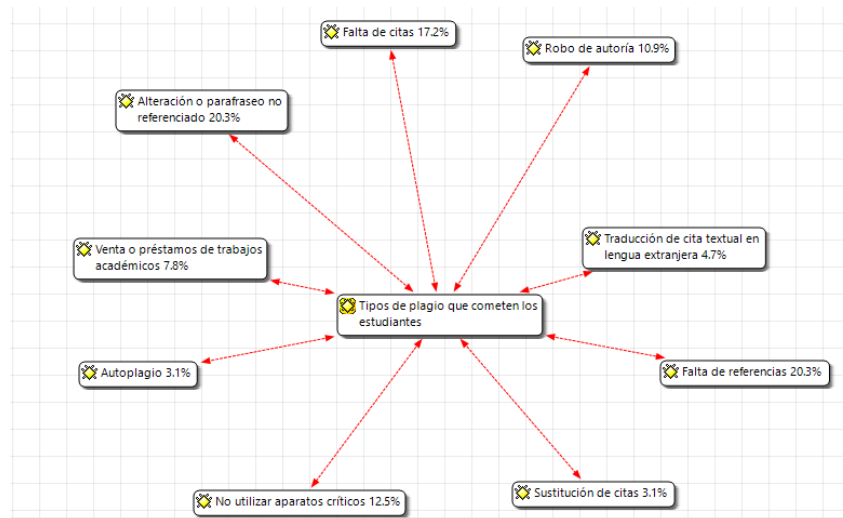 Falta de citas 17.2%
Robo de autoría 10.9%
Alteración o parafraseo no
referenciado 20.3%
Venta o préstamos de trabajos
académicos 7.8%
Traducción de cita textual en
lengua extranjera 4.7%
Tipos de plagio que cometen los
estudiantes
Autoplagio 3.1%
Falta de referencias 20.3%
No utilizar aparatos críticos 12.5%
Sustitución de citas 3.1%